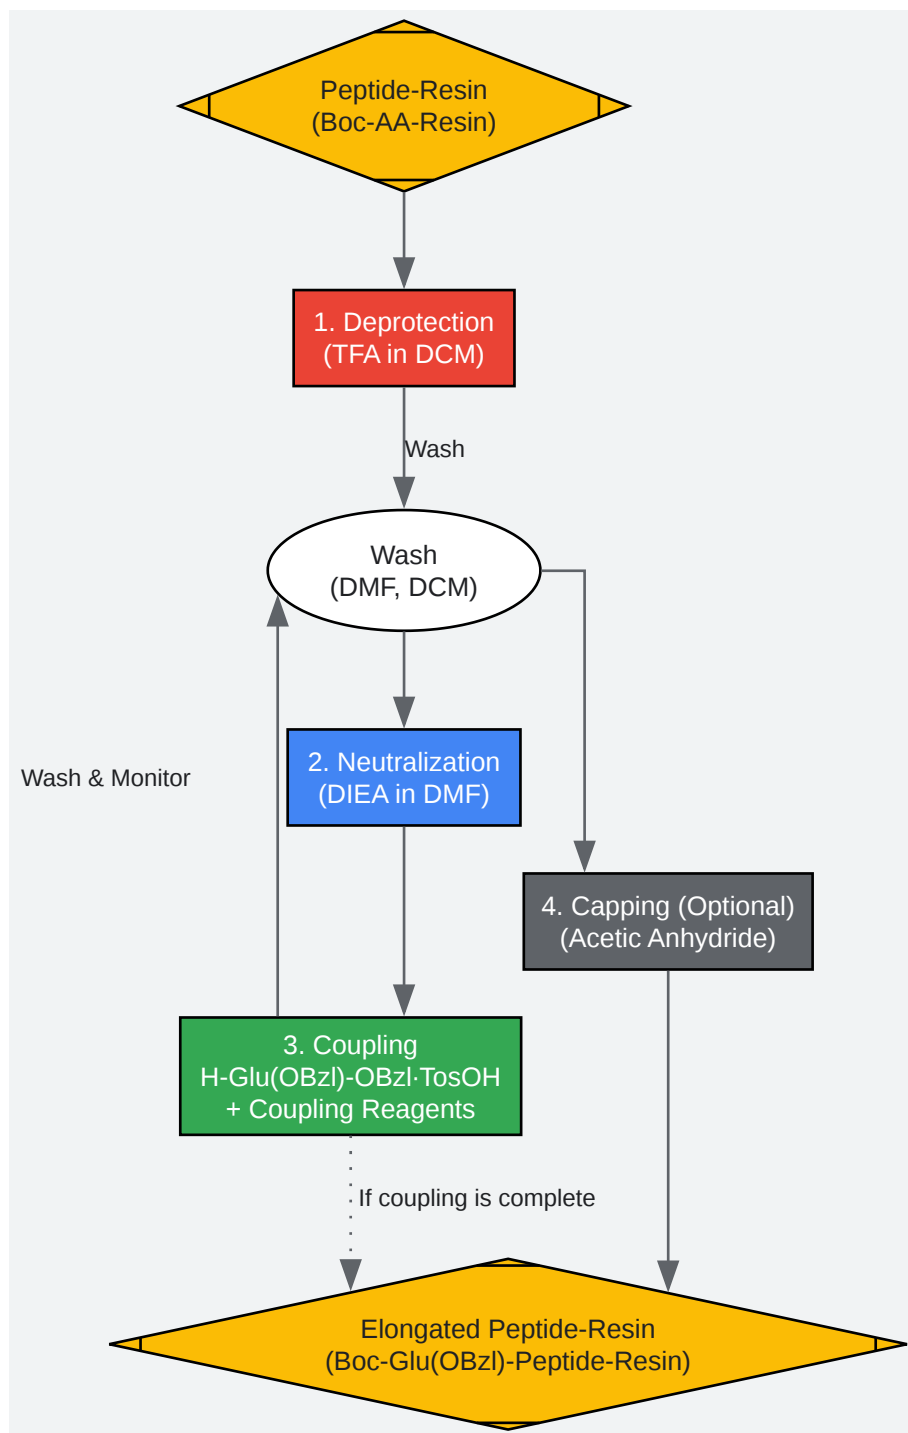 Peptide-Resin
(Boc-AA-Resin)
1. Deprotection
(TFA in DCM)
Wash
Wash
(DMF, DCM)
Wash & Monitor
2. Neutralization
(DIEA in DMF)
4. Capping (Optional)
(Acetic Anhydride)
3. Coupling
H-Glu(OBzl)-OBzl·TosOH
+ Coupling Reagents
If coupling is complete
Elongated Peptide-Resin
(Boc-Glu(OBzl)-Peptide-Resin)